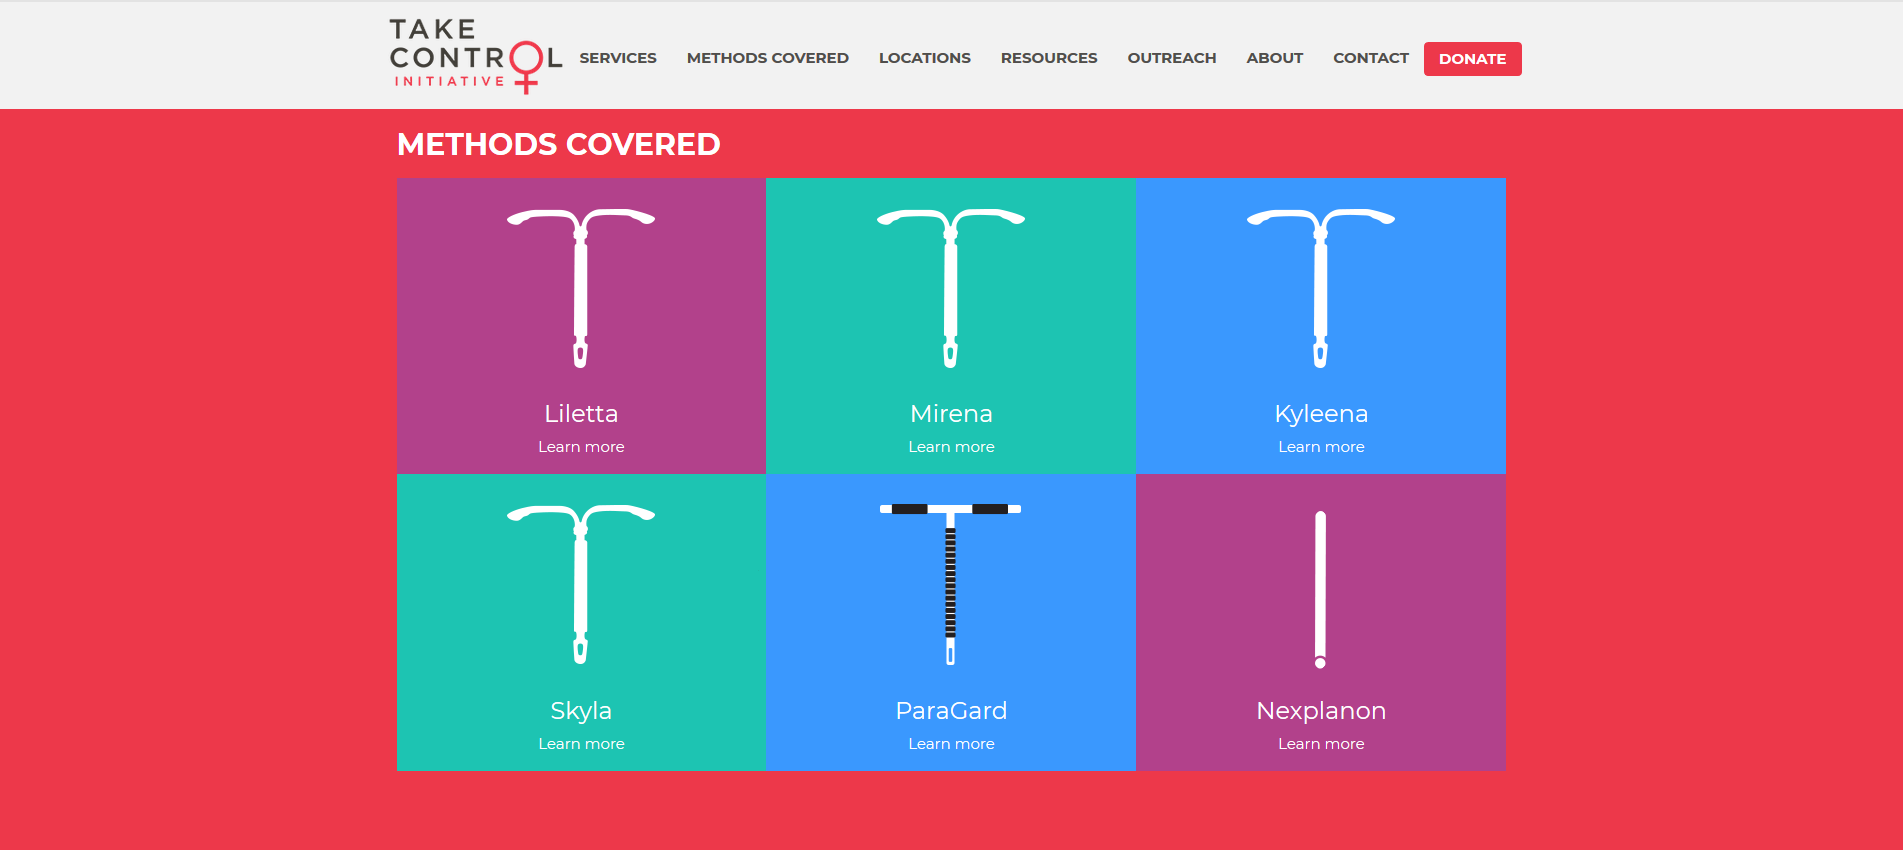 TAKE
CONTROL
INITIATIVE
SERVICES METHODS COVERED LOCATIONS RESOURCES OUTREACH ABOUT CONTACT DONATE
METHODS COVERED
Liletta Mirena Kyleena
Learn more Learn more Learn more
Skyla ParaGard Nexplanon
Learn more Learn more Learn more